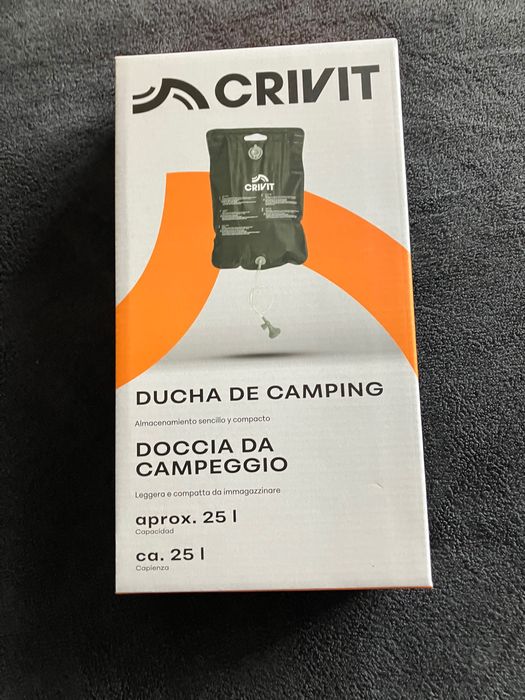 CRIVIT
CRIVIT
DUCHA DE CAMPING
Almacenamiento sencillo y compacto
DOCCIA DA
CAMPEGGIO
Leggera e compatta da immagazzinare
aprox. 25 l
Capacidad
ca. 25 l
Capienza